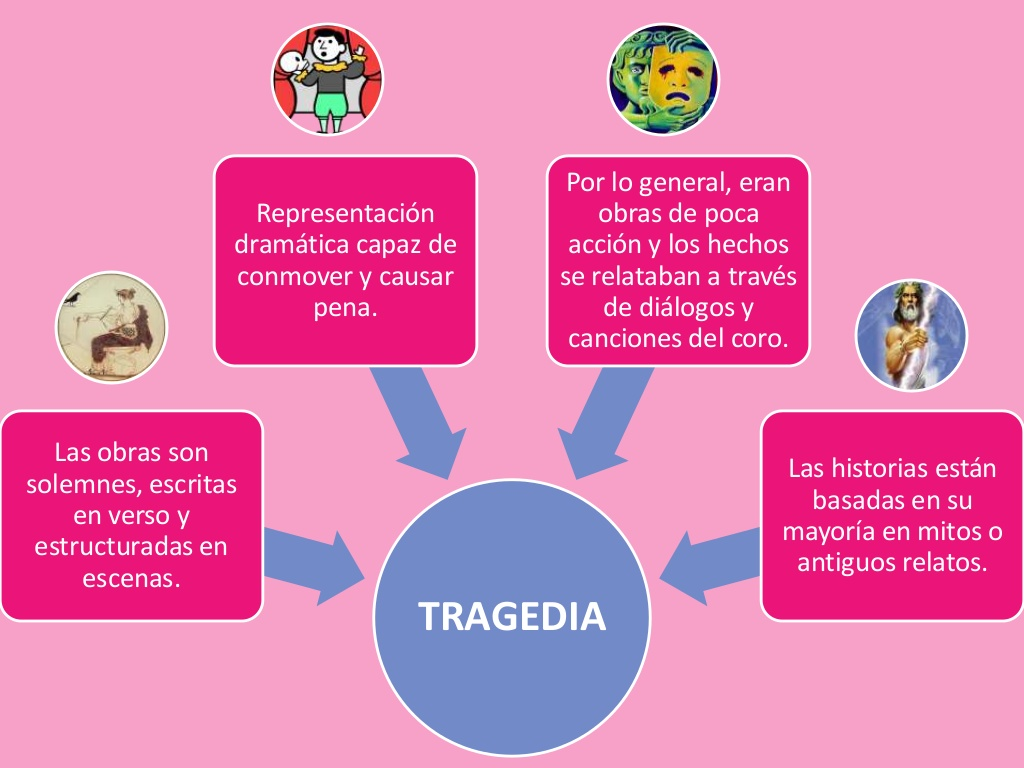 Representación
dramática capaz de
conmover y causar
pena.
Por lo general, eran
obras de poca
acción y los hechos
se relataban a través
de diálogos y
canciones del coro.
Las obras son
solemnes, escritas
en verso y
estructuradas en
escenas.
Las historias están
basadas en su
mayoría en mitos o
antiguos relatos.
TRAGEDIA